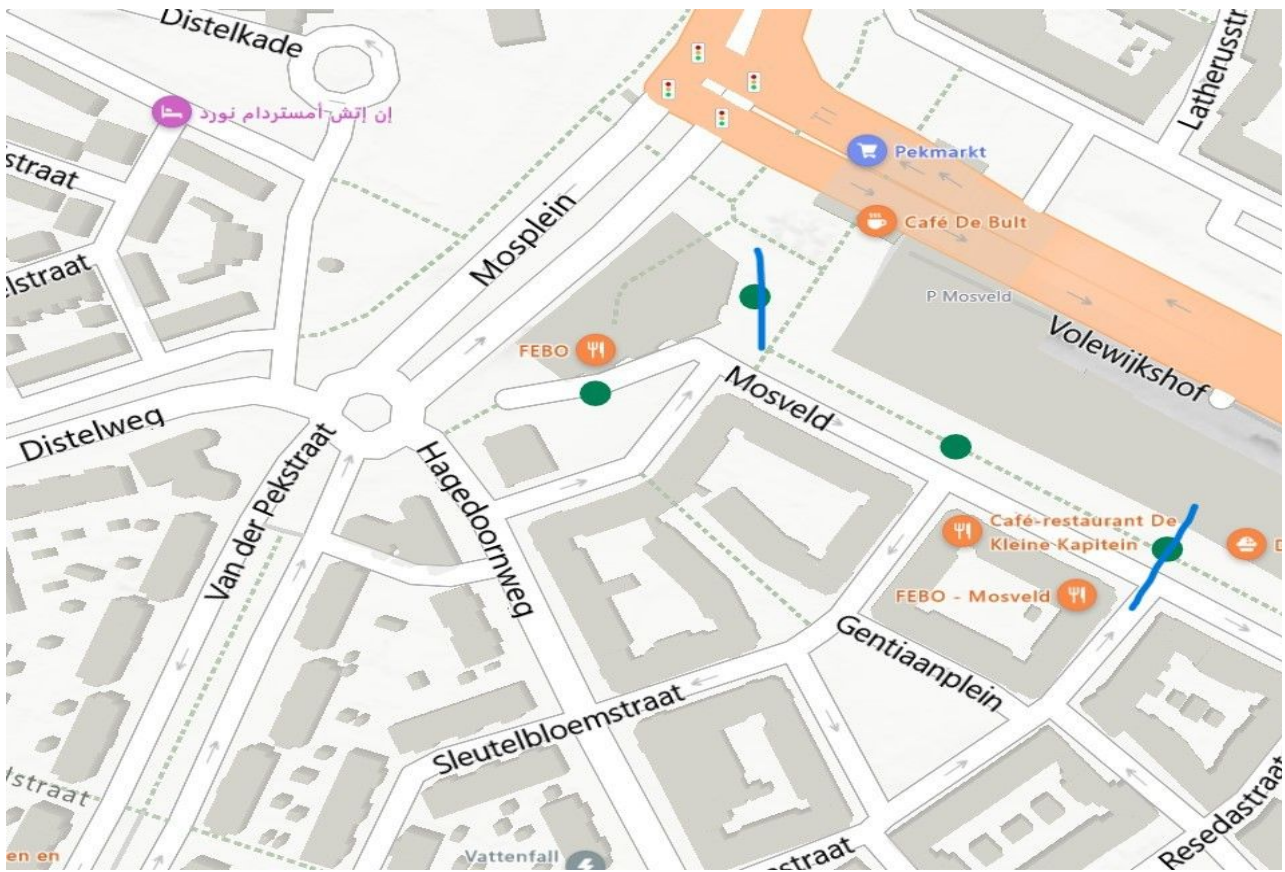 Distelkade
إن إتش أمستردام نورد
straat
elstraat
Mosplein
Latherusstr
Pekmarkt
Café De Bult
P Mosveld
Volewijkshof
FEBO
Mosveld
Distelweg
Van der Pekstraat
Hagedoornweg
Café-restaurant De
Kleine Kapitein
D
FEBO - Mosveld
Gentiaanplein
Sleutelbloemstraat
lstraat
en en
Vattenfall
straat
Resedastraat